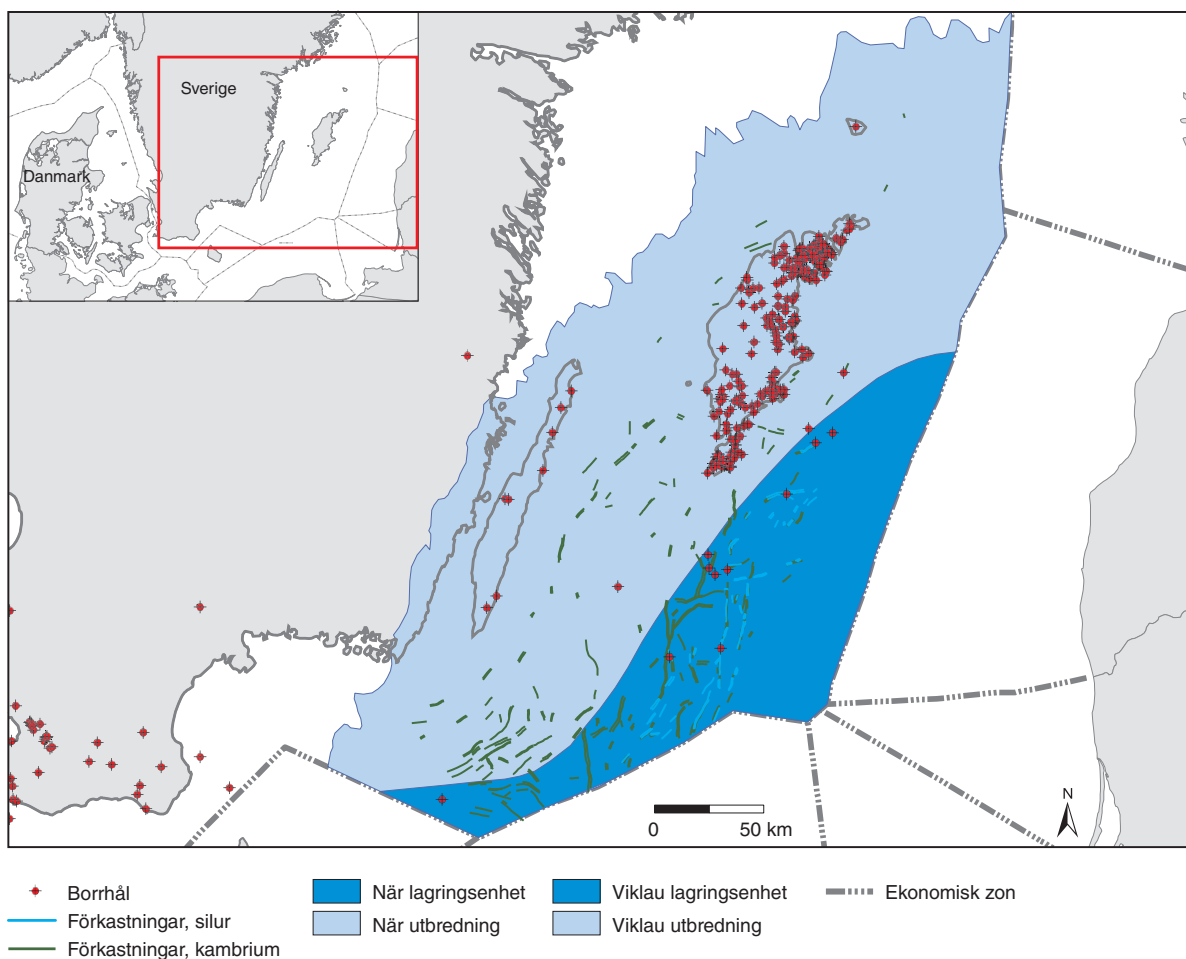 Sverige
Danmark
N
0 50 km
Borrhål
Förkastningar, silur
Förkastningar, kambrium
När lagringsenhet
När utbredning
Viklau lagringsenhet
Viklau utbredning
Ekonomisk zon